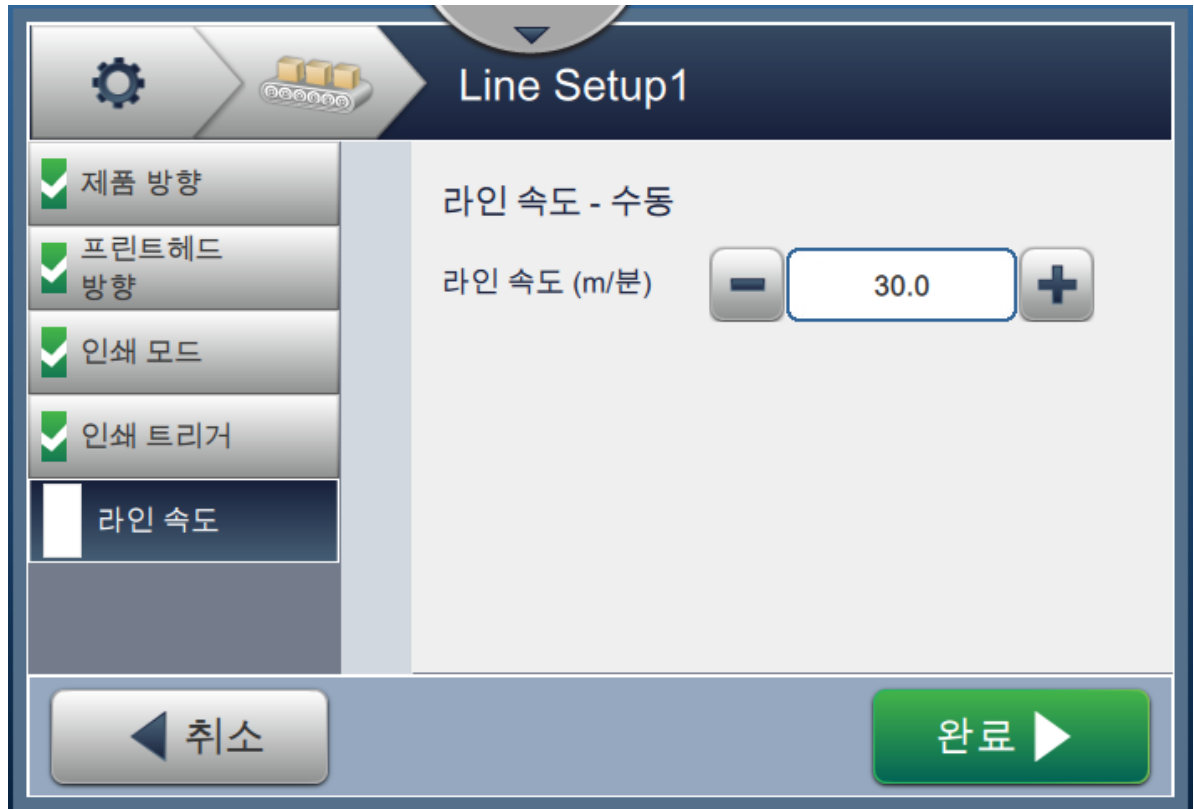 Line Setup1
제품 방향
프린트헤드
방향
인쇄 모드
인쇄 트리거
라인 속도
라인 속도 - 수동
라인 속도 (m/분)
30.0
취소
완료